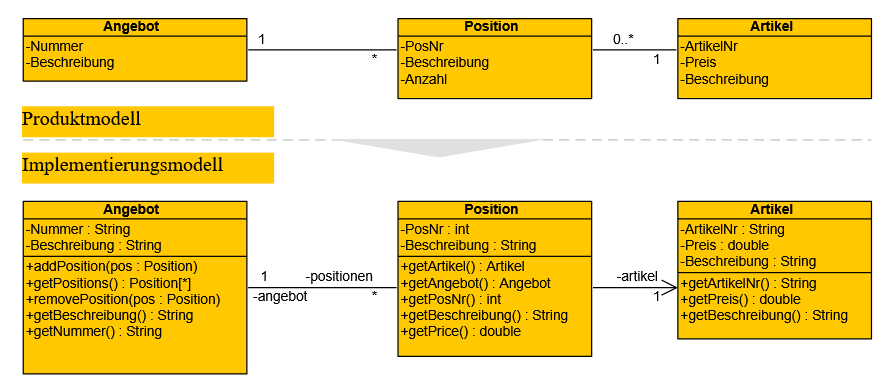 Angebot
-Nummer
-Beschreibung
1
*
Position
-PosNr
-Beschreibung
-Anzahl
0..*
1
Artikel
-ArtikelNr
-Preis
-Beschreibung
Produktmodell
Implementierungsmodell
Angebot
-Nummer : String
-Beschreibung : String
+addPosition(pos : Position)
+getPositions() : Position[*]
+removePosition(pos : Position)
+getBeschreibung() : String
+getNummer() : String
1 -positionen
-angebot *
Position
-PosNr : int
-Beschreibung : String
+getArtikel() : Artikel
+getAngebot() : Angebot
+getPosNr() : int
+getBeschreibung() : String
+getPrice() : double
-artikel
1
Artikel
-ArtikelNr : String
-Preis : double
-Beschreibung : String
+getArtikelNr() : String
+getPreis() : double
+getBeschreibung() : String